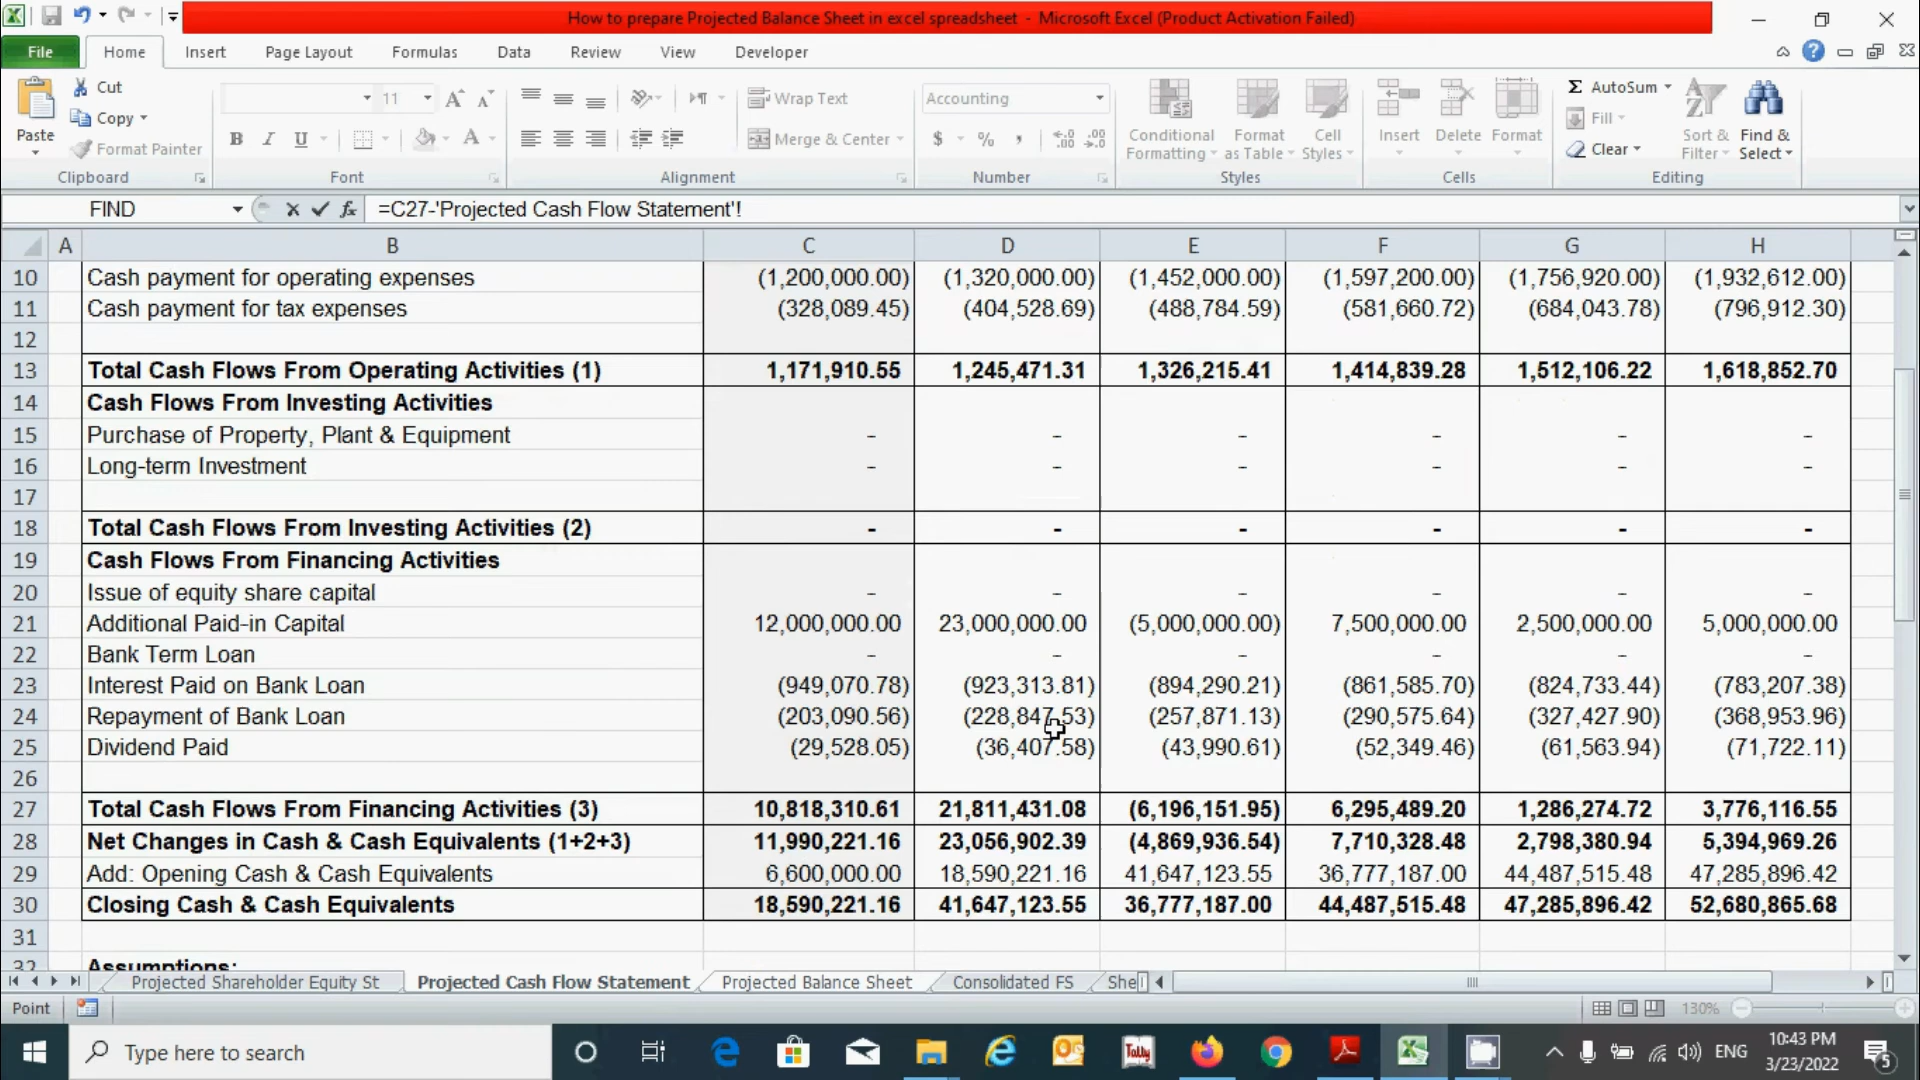 How to prepare Projected Balance Sheet in excel spreadsheet - Microsoft Excel (Product Activation Failed)
File Home Insert Page Layout Formulas Data Review View Developer
Paste Cut Copy Format Painter Clipboard
11 A A B I U A Font
Wrap Text Merge & Center Alignment
Accounting $ % , Number
Conditional Formatting Format as Table Cell Styles Styles
Insert Delete Format Cells
Σ AutoSum Fill Clear Sort & Filter Find & Select Editing
FIND fx =C27-'Projected Cash Flow Statement'!
A B C D E F G H
10 Cash payment for operating expenses (1,200,000.00) (1,320,000.00) (1,452,000.00) (1,597,200.00) (1,756,920.00) (1,932,612.00)
11 Cash payment for tax expenses (328,089.45) (404,528.69) (488,784.59) (581,660.72) (684,043.78) (796,912.30)
12
13 Total Cash Flows From Operating Activities (1) 1,171,910.55 1,245,471.31 1,326,215.41 1,414,839.28 1,512,106.22 1,618,852.70
14 Cash Flows From Investing Activities
15 Purchase of Property, Plant & Equipment - - - - - -
16 Long-term Investment - - - - - -
17
18 Total Cash Flows From Investing Activities (2) - - - - - -
19 Cash Flows From Financing Activities
20 Issue of equity share capital - - - - - -
21 Additional Paid-in Capital 12,000,000.00 23,000,000.00 (5,000,000.00) 7,500,000.00 2,500,000.00 5,000,000.00
22 Bank Term Loan - - - - - -
23 Interest Paid on Bank Loan (949,070.78) (923,313.81) (894,290.21) (861,585.70) (824,733.44) (783,207.38)
24 Repayment of Bank Loan (203,090.56) (228,847.53) (257,871.13) (290,575.64) (327,427.90) (368,953.96)
25 Dividend Paid (29,528.05) (36,407.58) (43,990.61) (52,349.46) (61,563.94) (71,722.11)
26
27 Total Cash Flows From Financing Activities (3) 10,818,310.61 21,811,431.08 (6,196,151.95) 6,295,489.20 1,286,274.72 3,776,116.55
28 Net Changes in Cash & Cash Equivalents (1+2+3) 11,990,221.16 23,056,902.39 (4,869,936.54) 7,710,328.48 2,798,380.94 5,394,969.26
29 Add: Opening Cash & Cash Equivalents 6,600,000.00 18,590,221.16 41,647,123.55 36,777,187.00 44,487,515.48 47,285,896.42
30 Closing Cash & Cash Equivalents 18,590,221.16 41,647,123.55 36,777,187.00 44,487,515.48 47,285,896.42 52,680,865.68
31
32 Assumptions:
Projected Shareholder Equity St Projected Cash Flow Statement Projected Balance Sheet Consolidated FS She
Point 130%
Type here to search Tally ENG 10:43 PM
3/23/2022 5